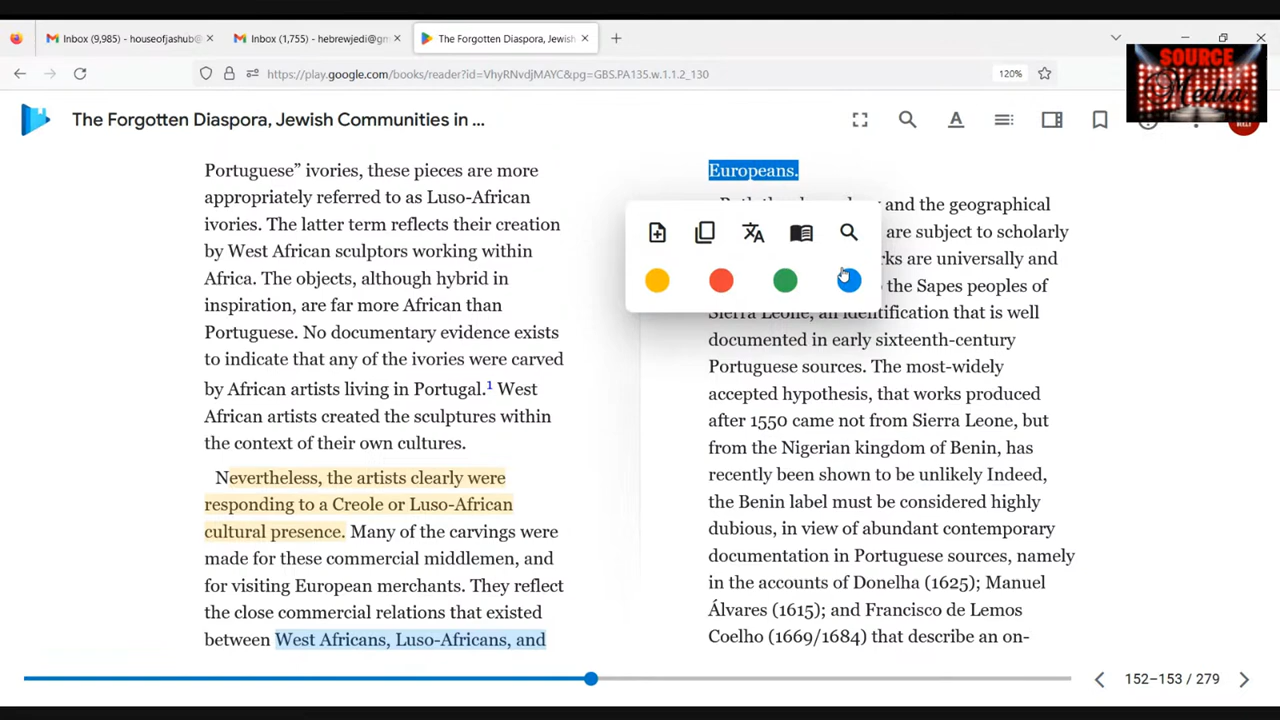 Inbox (9,985) - houseofjashub@
Inbox (1,755) - hebrewjedi@gm
The Forgotten Diaspora, Jewish
https://play.google.com/books/reader?id=VhyRNvdjMAYC&pg=GBS.PA135.w.1.1.2_130
120%
SOURCE
Media
The Forgotten Diaspora, Jewish Communities in ...
Portuguese” ivories, these pieces are more
appropriately referred to as Luso-African
ivories. The latter term reflects their creation
by West African sculptors working within
Africa. The objects, although hybrid in
inspiration, are far more African than
Portuguese. No documentary evidence exists
to indicate that any of the ivories were carved
by African artists living in Portugal.1 West
African artists created the sculptures within
the context of their own cultures.
Nevertheless, the artists clearly were
responding to a Creole or Luso-African
cultural presence. Many of the carvings were
made for these commercial middlemen, and
for visiting European merchants. They reflect
the close commercial relations that existed
between West Africans, Luso-Africans, and
Europeans.
and the geographical
are subject to scholarly
are universally and
the Sapes peoples of
Sierra Leone, an identification that is well
documented in early sixteenth-century
Portuguese sources. The most-widely
accepted hypothesis, that works produced
after 1550 came not from Sierra Leone, but
from the Nigerian kingdom of Benin, has
recently been shown to be unlikely Indeed,
the Benin label must be considered highly
dubious, in view of abundant contemporary
documentation in Portuguese sources, namely
in the accounts of Donelha (1625); Manuel
Álvares (1615); and Francisco de Lemos
Coelho (1669/1684) that describe an on-
152–153 / 279